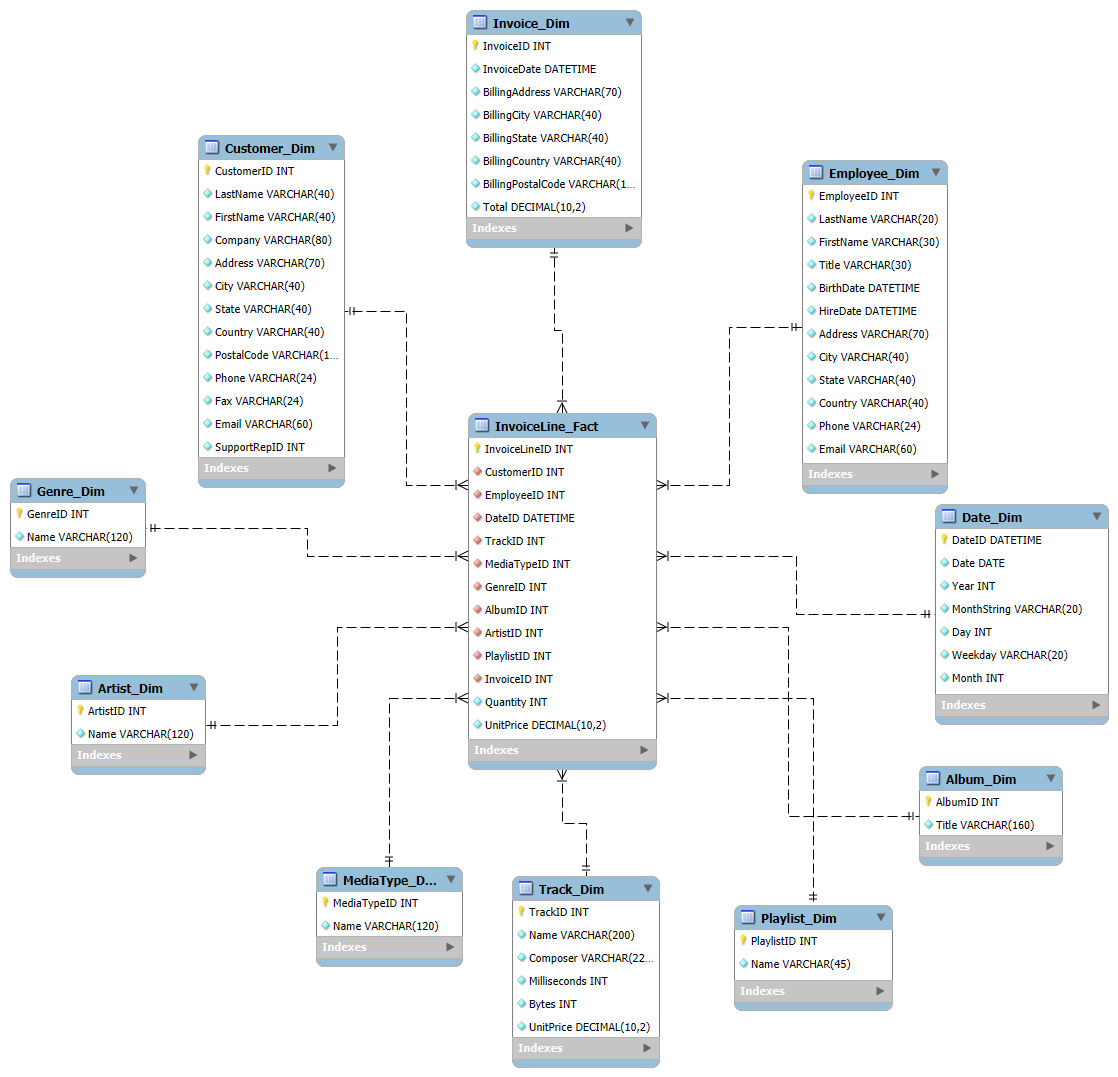 Invoice_Dim
InvoiceID INT
InvoiceDate DATETIME
BillingAddress VARCHAR(70)
BillingCity VARCHAR(40)
BillingState VARCHAR(40)
BillingCountry VARCHAR(40)
BillingPostalCode VARCHAR(1...
Total DECIMAL(10,2)
Indexes
Customer_Dim
CustomerID INT
LastName VARCHAR(40)
FirstName VARCHAR(40)
Company VARCHAR(80)
Address VARCHAR(70)
City VARCHAR(40)
State VARCHAR(40)
Country VARCHAR(40)
PostalCode VARCHAR(1...
Phone VARCHAR(24)
Fax VARCHAR(24)
Email VARCHAR(60)
SupportRepID INT
Indexes
Employee_Dim
EmployeeID INT
LastName VARCHAR(20)
FirstName VARCHAR(30)
Title VARCHAR(30)
BirthDate DATETIME
HireDate DATETIME
Address VARCHAR(70)
City VARCHAR(40)
State VARCHAR(40)
Country VARCHAR(40)
Phone VARCHAR(24)
Email VARCHAR(60)
Indexes
InvoiceLine_Fact
InvoiceLineID INT
CustomerID INT
EmployeeID INT
DateID DATETIME
TrackID INT
MediaTypeID INT
GenreID INT
AlbumID INT
ArtistID INT
PlaylistID INT
InvoiceID INT
Quantity INT
UnitPrice DECIMAL(10,2)
Indexes
Genre_Dim
GenreID INT
Name VARCHAR(120)
Indexes
Date_Dim
DateID DATETIME
Date DATE
Year INT
MonthString VARCHAR(20)
Day INT
Weekday VARCHAR(20)
Month INT
Indexes
Artist_Dim
ArtistID INT
Name VARCHAR(120)
Indexes
Album_Dim
AlbumID INT
Title VARCHAR(160)
Indexes
MediaType_D...
MediaTypeID INT
Name VARCHAR(120)
Indexes
Track_Dim
TrackID INT
Name VARCHAR(200)
Composer VARCHAR(22...
Milliseconds INT
Bytes INT
UnitPrice DECIMAL(10,2)
Indexes
Playlist_Dim
PlaylistID INT
Name VARCHAR(45)
Indexes